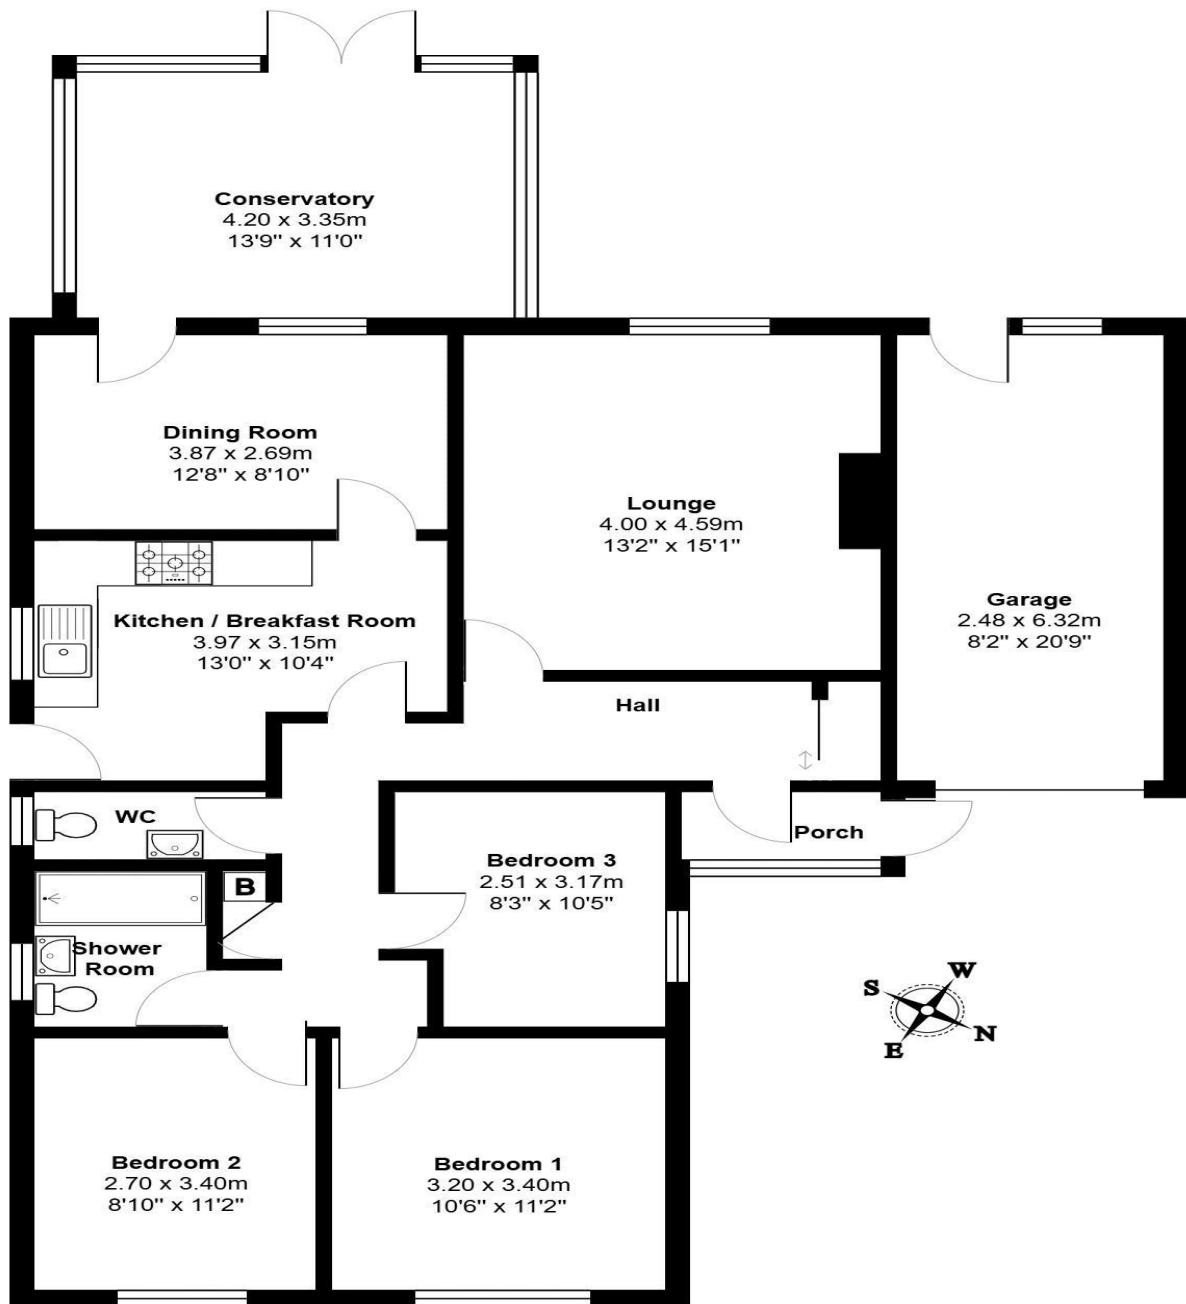 Conservatory
4.20 x 3.35m
13'9" x 11'0"
Dining Room
3.87 x 2.69m
12'8" x 8'10"
Lounge
4.00 x 4.59m
13'2" x 15'1"
Garage
2.48 x 6.32m
8'2" x 20'9"
Kitchen / Breakfast Room
3.97 x 3.15m
13'0" x 10'4"
Hall
WC
Porch
Bedroom 3
2.51 x 3.17m
8'3" x 10'5"
B
Shower
Room
W
S
N
E
Bedroom 2
2.70 x 3.40m
8'10" x 11'2"
Bedroom 1
3.20 x 3.40m
10'6" x 11'2"